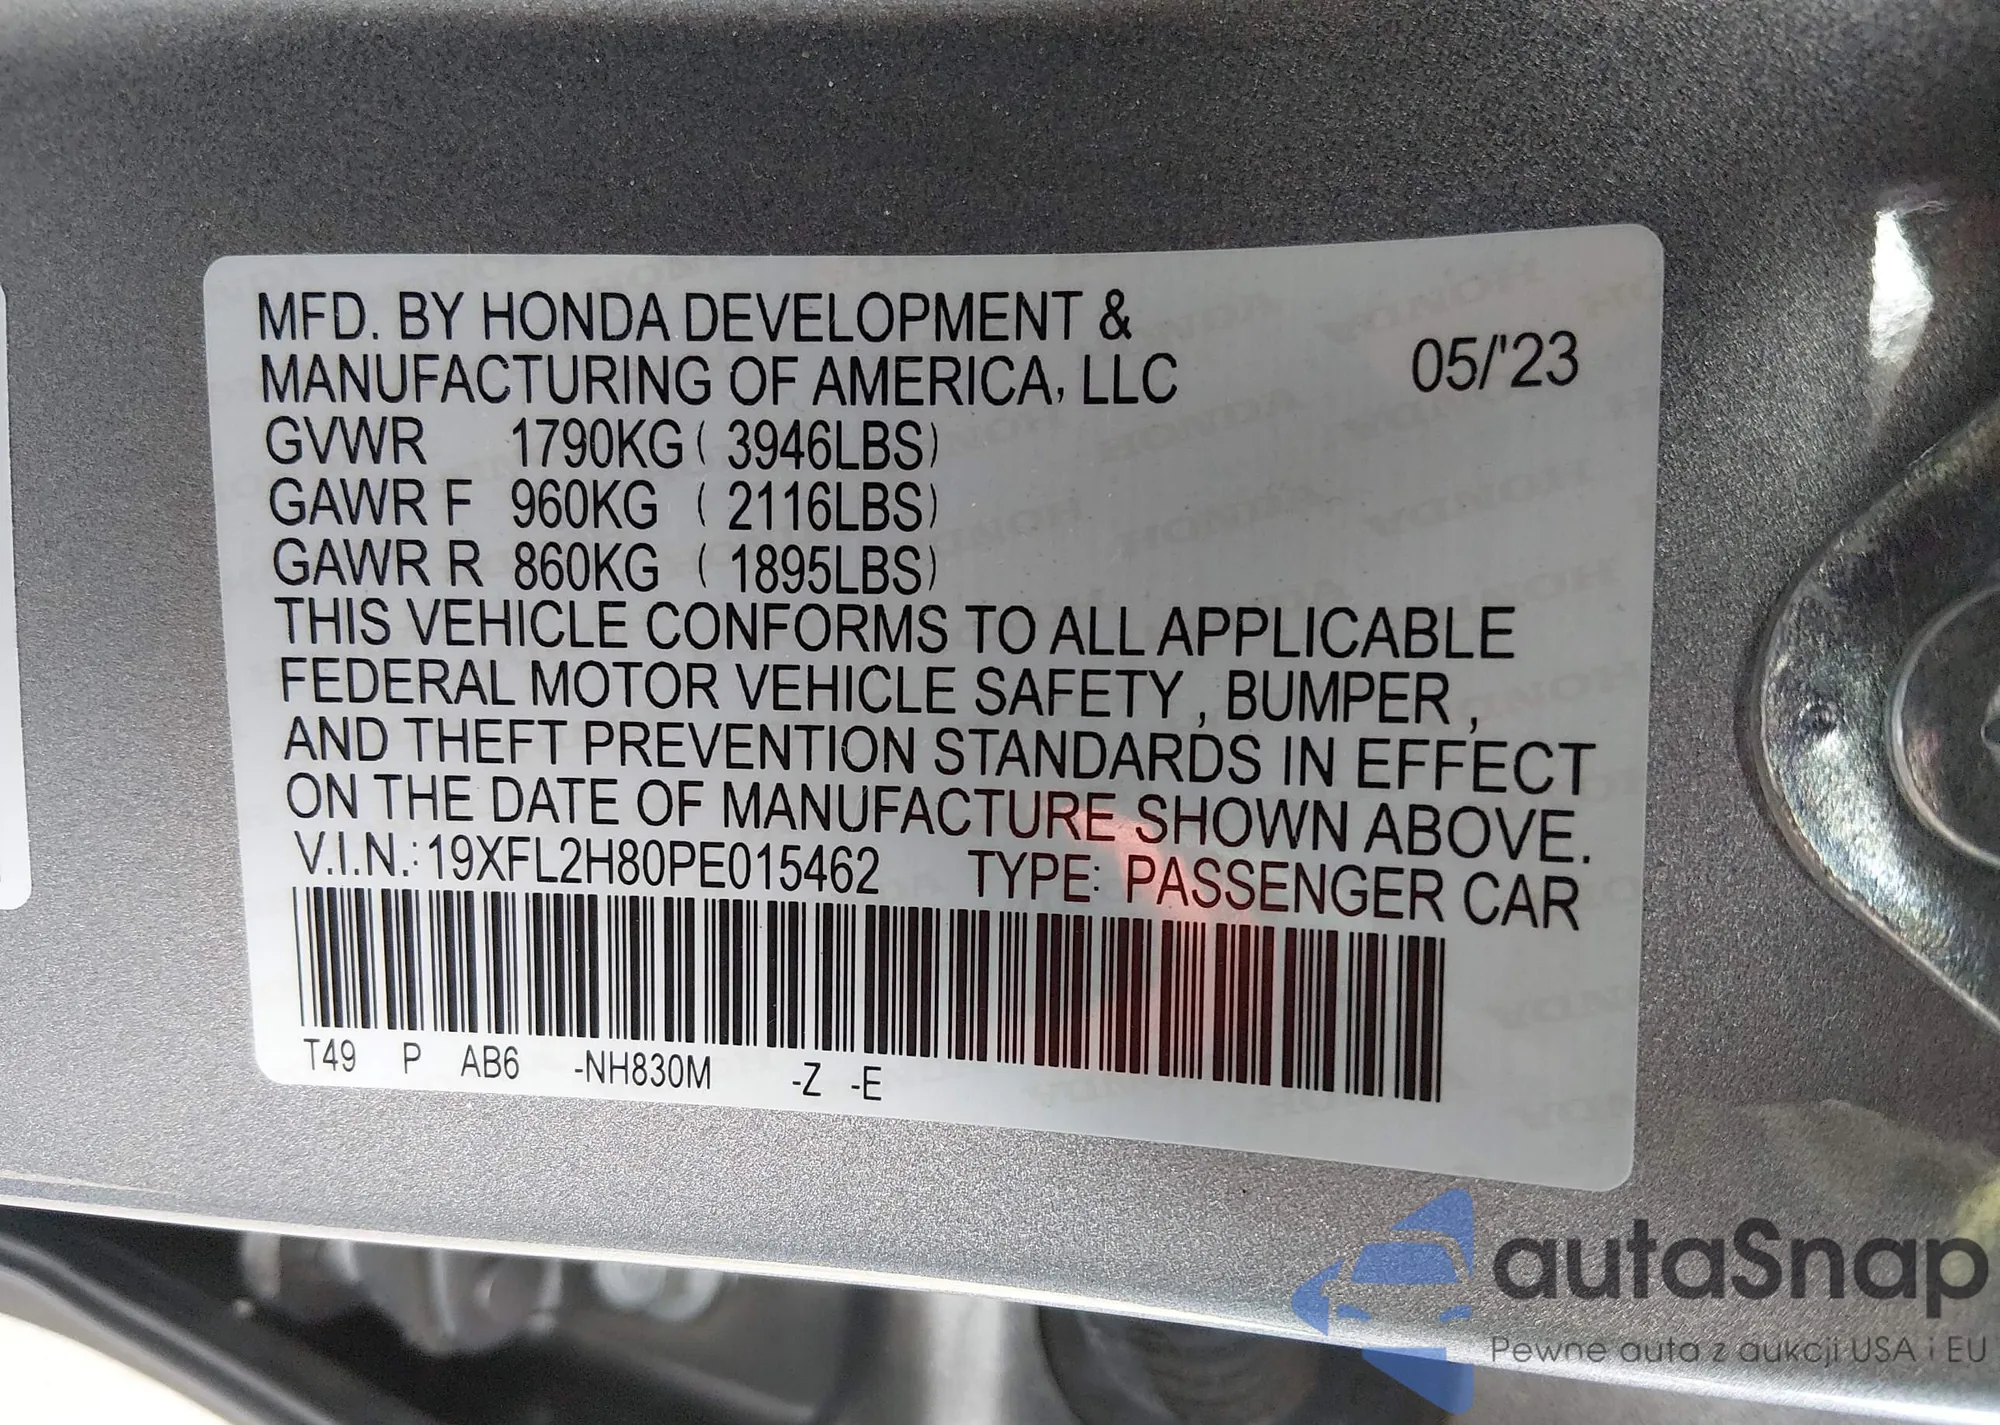 MFD. BY HONDA DEVELOPMENT &
MANUFACTURING OF AMERICA, LLC 05/'23
GVWR 1790KG ( 3946LBS)
GAWR F 960KG ( 2116LBS)
GAWR R 860KG ( 1895LBS)
THIS VEHICLE CONFORMS TO ALL APPLICABLE
FEDERAL MOTOR VEHICLE SAFETY , BUMPER ,
AND THEFT PREVENTION STANDARDS IN EFFECT
ON THE DATE OF MANUFACTURE SHOWN ABOVE.
V.I.N.: 19XFL2H80PE015462 TYPE: PASSENGER CAR
T49 P AB6 -NH830M -Z -E
autaSnap
Pewne auta z aukcji USA i EU